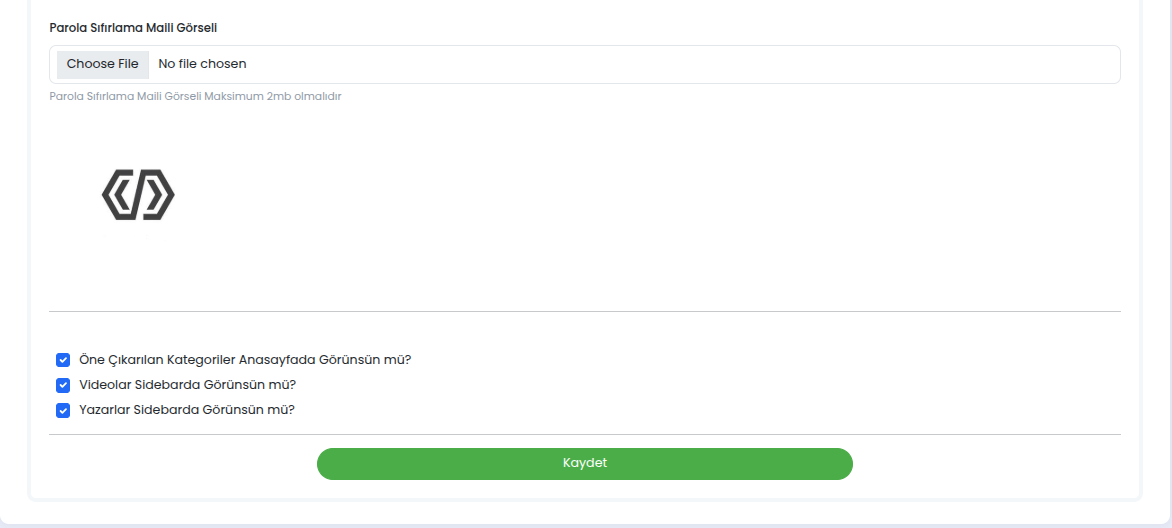 Parola Sıfırlama Maili Görseli
Choose File No file chosen
Parola Sıfırlama Maili Görseli Maksimum 2mb olmalıdır
Öne Çıkarılan Kategoriler Anasayfada Görünsün mü?
Videolar Sidebarda Görünsün mü?
Yazarlar Sidebarda Görünsün mü?
Kaydet